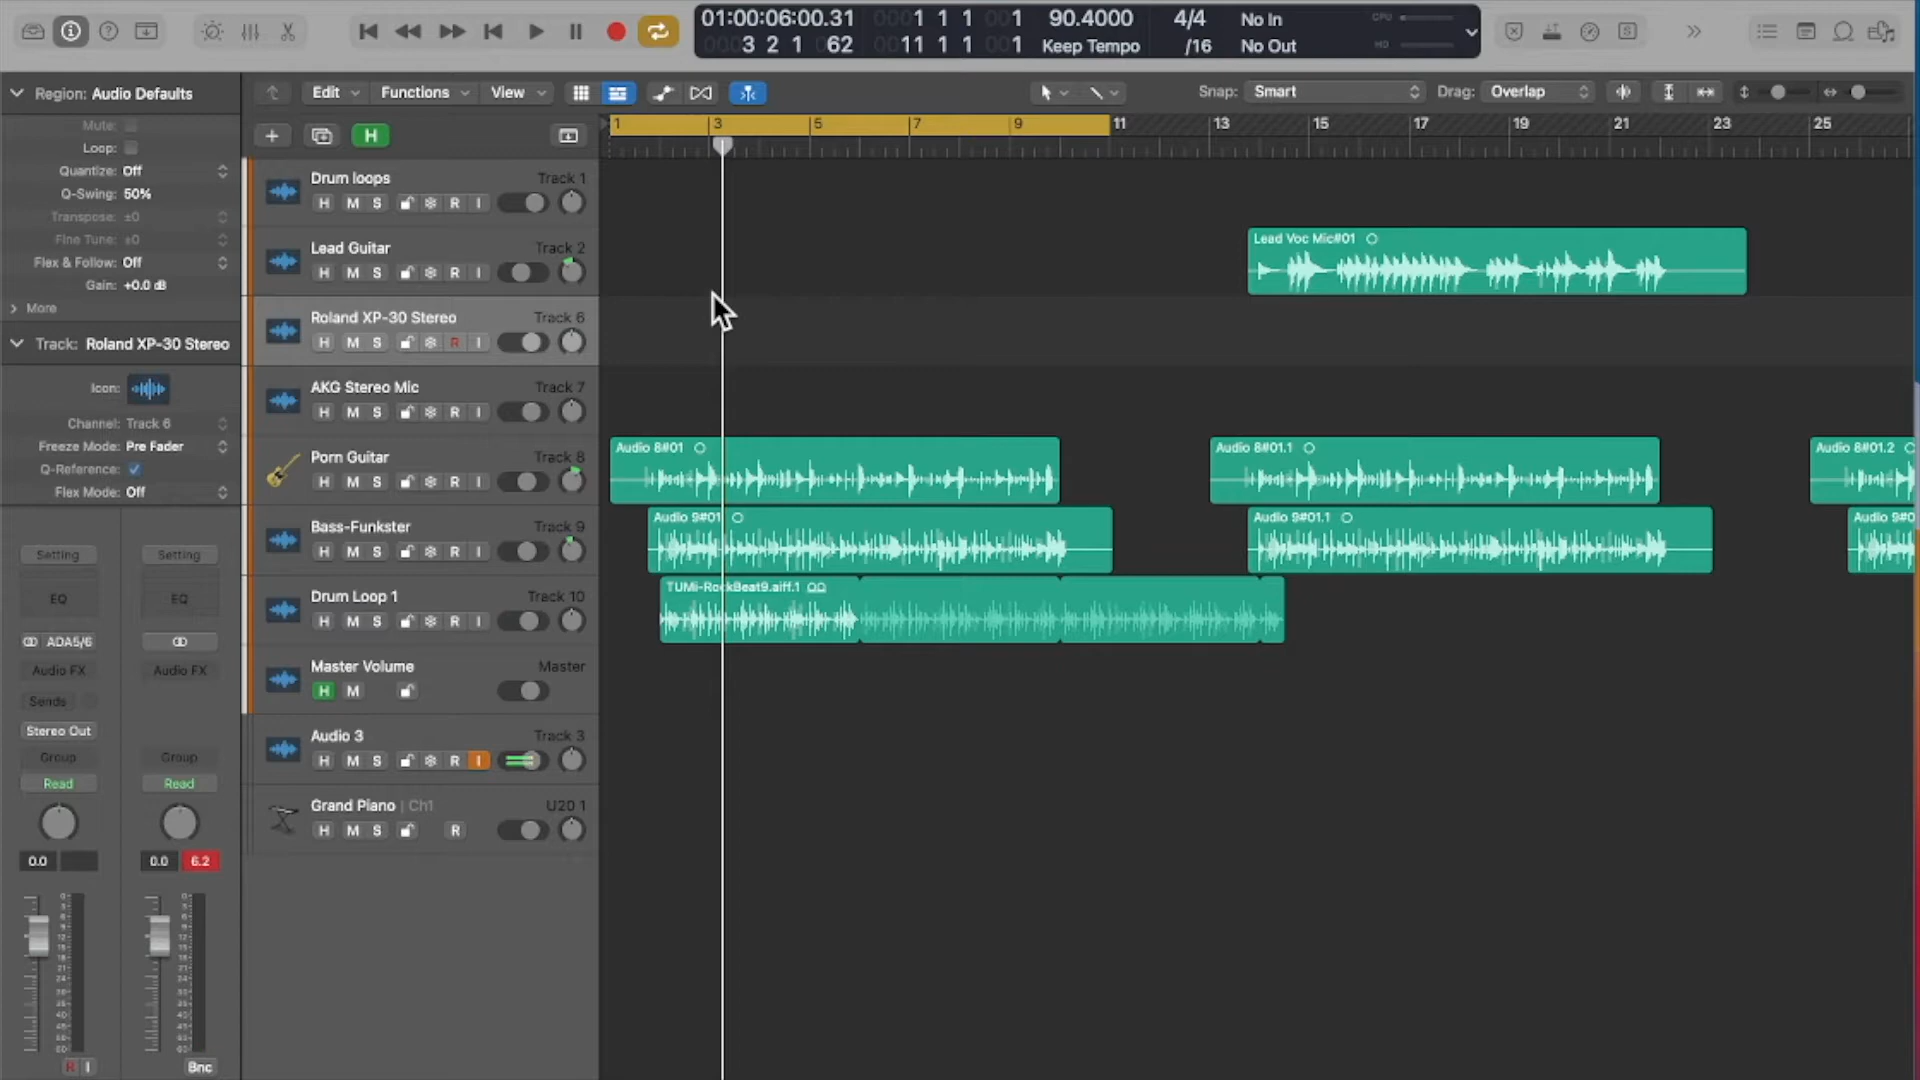 01:00:06:00.31 0001 1 1 001 90.4000 4/4 No In CPU
0003 2 1 062 0011 1 1 001 Keep Tempo /16 No Out HD
Region: Audio Defaults
Edit Functions View
Snap: Smart Drag: Overlap
Mute:
Loop:
Quantize: Off
Q-Swing: 50%
Transpose: ±0
Fine Tune: ±0
Flex & Follow: Off
Gain: +0.0 dB
More
Track: Roland XP-30 Stereo
Icon:
Channel: Track 6
Freeze Mode: Pre Fader
Q-Reference:
Flex Mode: Off
Setting Setting
EQ EQ
ADA5/6
Audio FX Audio FX
Sends
Stereo Out
Group Group
Read Read
0.0 0.0 6.2
R I Bnc
H
1 3 5 7 9 11 13 15 17 19 21 23 25
Drum loops Track 1
H M S R I
Lead Guitar Track 2
H M S R I
Roland XP-30 Stereo Track 6
H M S R I
AKG Stereo Mic Track 7
H M S R I
Porn Guitar Track 8
H M S R I
Bass-Funkster Track 9
H M S R I
Drum Loop 1 Track 10
H M S R I
Master Volume Master
H M
Audio 3 Track 3
H M S R I
Grand Piano | Ch1 U20 1
H M S R
Lead Voc Mic#01
Audio 8#01 Audio 8#01.1 Audio 8#01.2
Audio 9#01 Audio 9#01.1 Audio 9#0
TUMi-RockBeat9.aiff.1